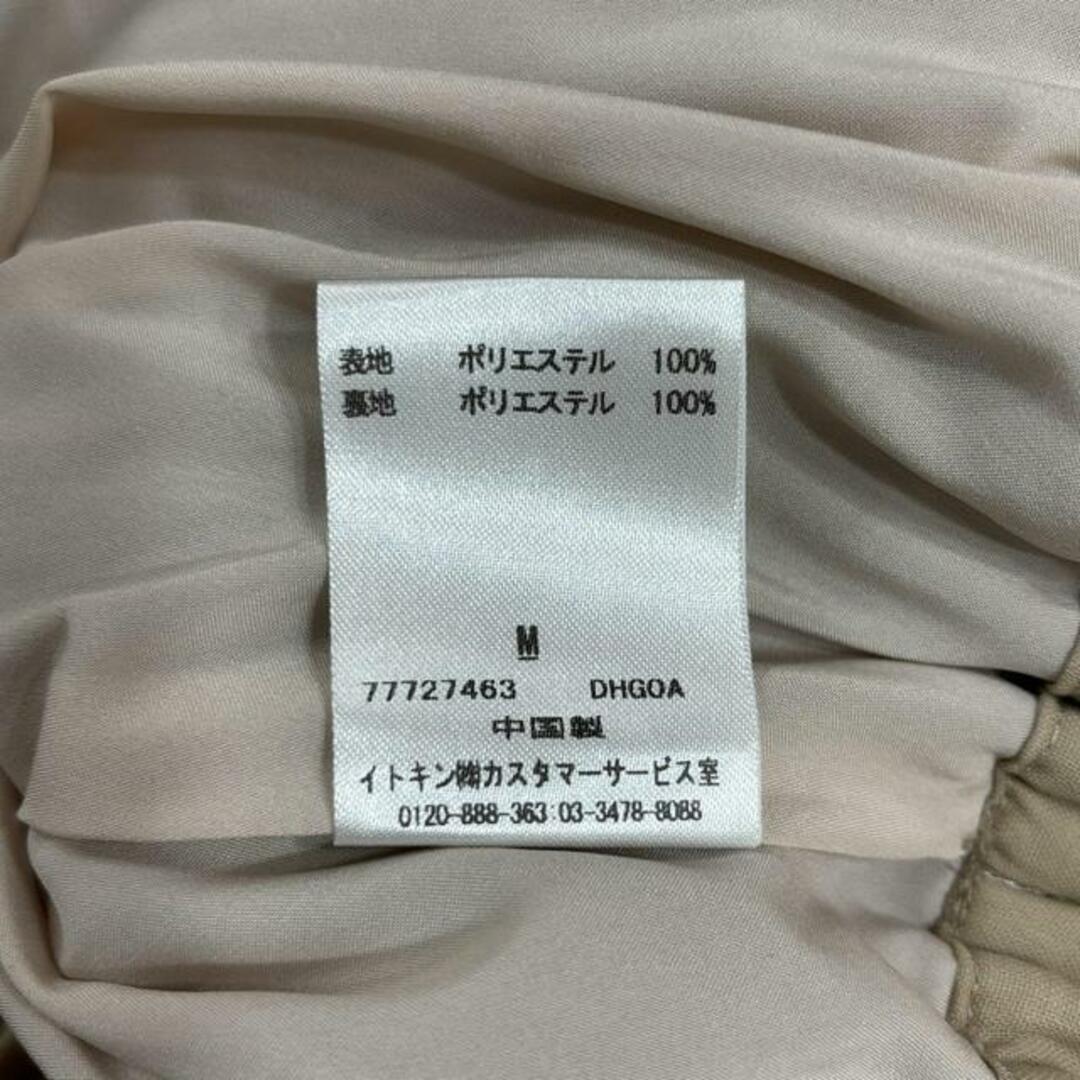 表地 ポリエステル 100%
裏地 ポリエステル 100%
M
77727463 DHGOA
中国製
イトキン㈱カスタマーサービス室
0120-888-363:03-3478-8088